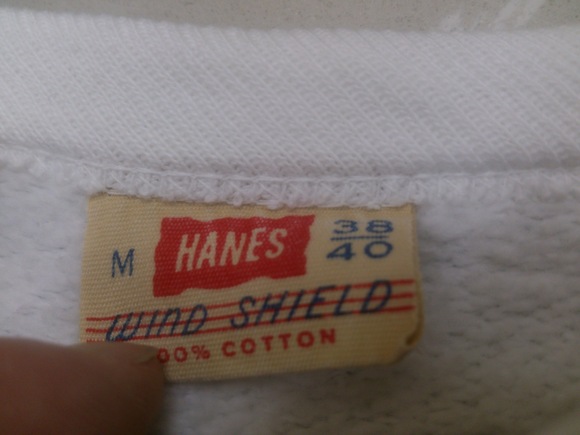 M HANES 38/40
WIND SHIELD
00% COTTON